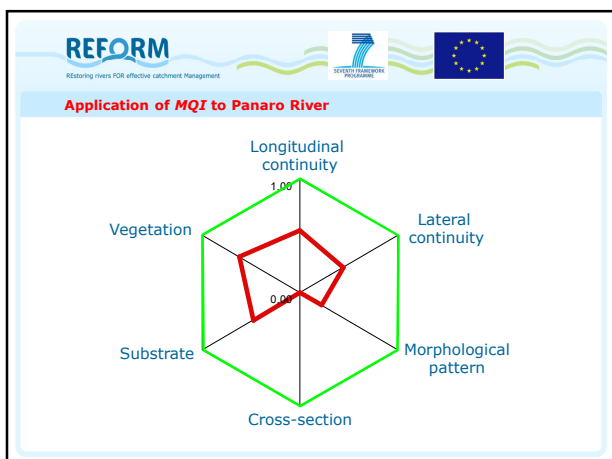 REFORM
REstoring rivers FOR effective catchment Management
SEVENTH FRAMEWORK
PROGRAMME
Application of MQI to Panaro River
Longitudinal
continuity
1.00
Vegetation
Lateral
continuity
0.00
Substrate
Morphological
pattern
Cross-section